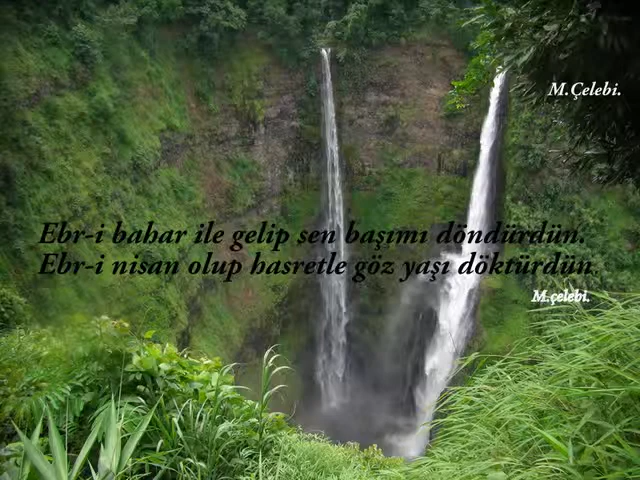 M.Çelebi.
Ebr-i bahar ile gelip sen başımı döndürdün.
Ebr-i nisan olup hasretle göz yaşı döktürdün.
M.çelebi.